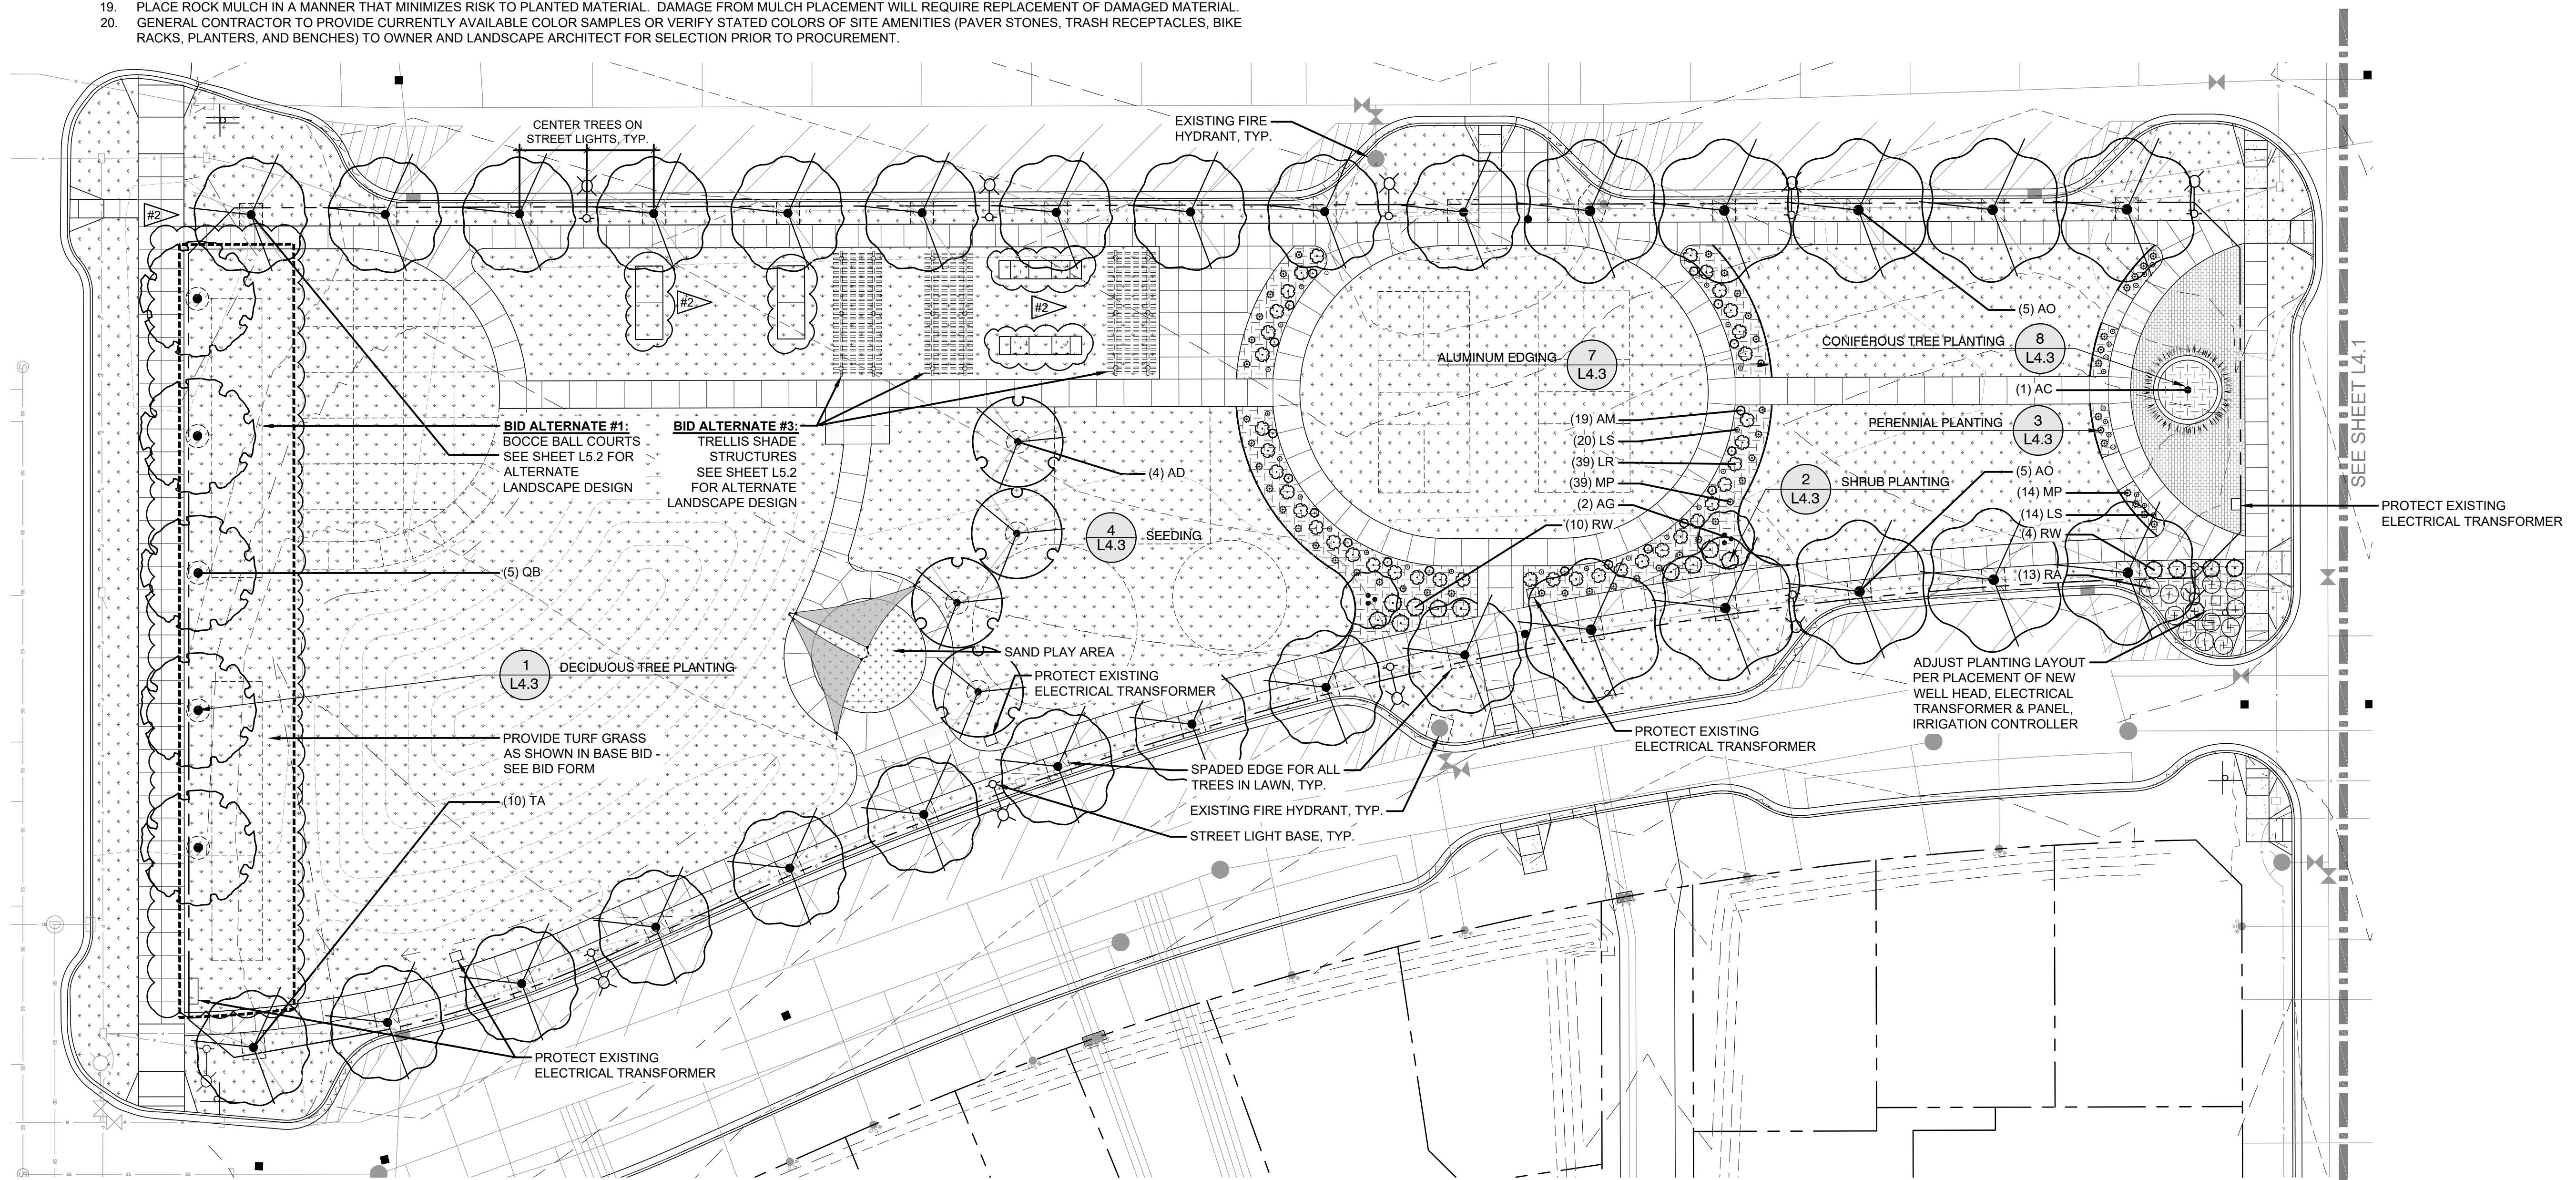 19. PLACE ROCK MULCH IN A MANNER THAT MINIMIZES RISK TO PLANTED MATERIAL. DAMAGE FROM MULCH PLACEMENT WILL REQUIRE REPLACEMENT OF DAMAGED MATERIAL.
20. GENERAL CONTRACTOR TO PROVIDE CURRENTLY AVAILABLE COLOR SAMPLES OR VERIFY STATED COLORS OF SITE AMENITIES (PAVER STONES, TRASH RECEPTACLES, BIKE
RACKS, PLANTERS, AND BENCHES) TO OWNER AND LANDSCAPE ARCHITECT FOR SELECTION PRIOR TO PROCUREMENT.
CENTER TREES ON
STREET LIGHTS, TYP.
EXISTING FIRE
HYDRANT, TYP.
#2
#2
#2
(5) AO
CONIFEROUS TREE PLANTING
8
L4.3
ALUMINUM EDGING
7
L4.3
(1) AC
PERENNIAL PLANTING
3
L4.3
SEE SHEET L4.1
BID ALTERNATE #1:
BOCCE BALL COURTS
SEE SHEET L5.2 FOR
ALTERNATE
LANDSCAPE DESIGN
BID ALTERNATE #3:
TRELLIS SHADE
STRUCTURES
SEE SHEET L5.2
FOR ALTERNATE
LANDSCAPE DESIGN
(4) AD
(19) AM
(20) LS
(39) LR
(39) MP
(2) AG
(10) RW
2
L4.3
SHRUB PLANTING
(5) AO
(14) MP
(14) LS
(4) RW
(13) RA
PROTECT EXISTING
ELECTRICAL TRANSFORMER
4
L4.3
SEEDING
(5) QB
1
L4.3
DECIDUOUS TREE PLANTING
SAND PLAY AREA
PROTECT EXISTING
ELECTRICAL TRANSFORMER
ADJUST PLANTING LAYOUT
PER PLACEMENT OF NEW
WELL HEAD, ELECTRICAL
TRANSFORMER & PANEL,
IRRIGATION CONTROLLER
PROVIDE TURF GRASS
AS SHOWN IN BASE BID -
SEE BID FORM
PROTECT EXISTING
ELECTRICAL TRANSFORMER
SPADED EDGE FOR ALL
TREES IN LAWN, TYP.
(10) TA
EXISTING FIRE HYDRANT, TYP.
STREET LIGHT BASE, TYP.
PROTECT EXISTING
ELECTRICAL TRANSFORMER